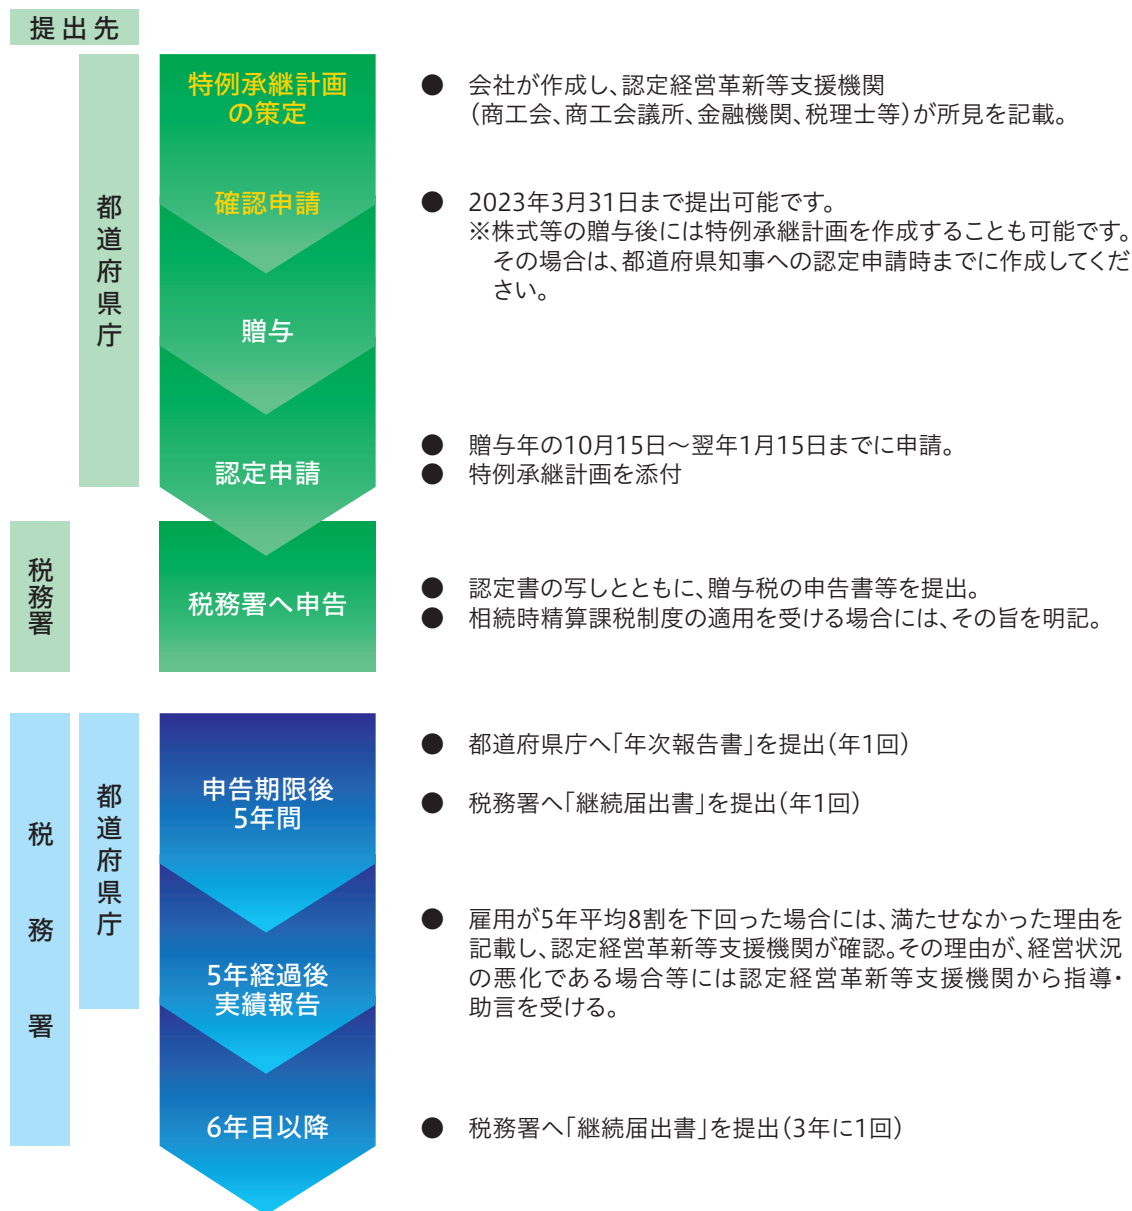 提出先
都道府県庁
特例承継計画
の策定
● 会社が作成し、認定経営革新等支援機関
（商工会、商工会議所、金融機関、税理士等）が所見を記載。
確認申請
● 2023年3月31日まで提出可能です。
※株式等の贈与後には特例承継計画を作成することも可能です。
その場合は、都道府県知事への認定申請時までに作成してくだ
さい。
贈与
認定申請
● 贈与年の10月15日～翌年1月15日までに申請。
● 特例承継計画を添付
税務署
税務署へ申告
● 認定書の写しとともに、贈与税の申告書等を提出。
● 相続時精算課税制度の適用を受ける場合には、その旨を明記。
税務署
都道府県庁
申告期限後
5年間
● 都道府県庁へ「年次報告書」を提出（年1回）
● 税務署へ「継続届出書」を提出（年1回）
5年経過後
実績報告
● 雇用が5年平均8割を下回った場合には、満たせなかった理由を
記載し、認定経営革新等支援機関が確認。その理由が、経営状況
の悪化である場合等には認定経営革新等支援機関から指導・
助言を受ける。
6年目以降
● 税務署へ「継続届出書」を提出（3年に1回）